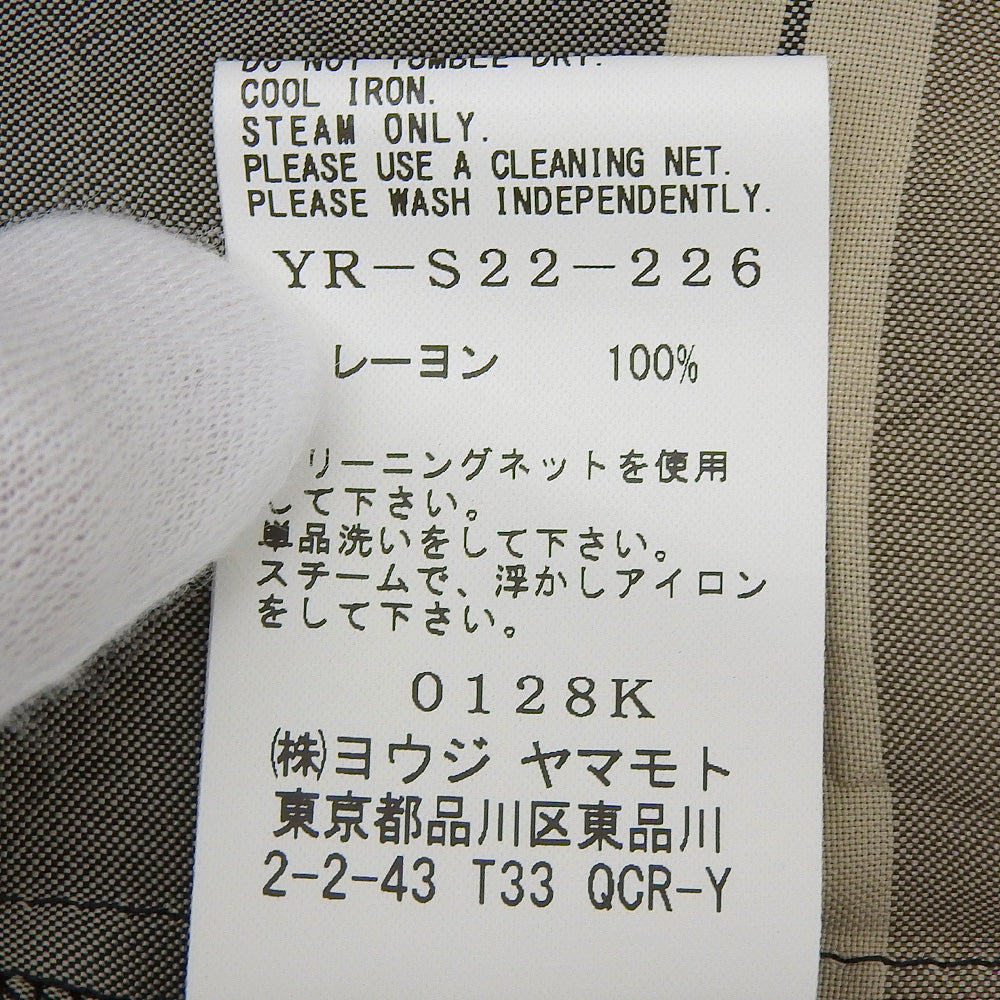 DO NOT TUMBLE DRY.
COOL IRON.
STEAM ONLY.
PLEASE USE A CLEANING NET.
PLEASE WASH INDEPENDENTLY.
YR-S22-226
レーヨン 100%
リーニングネットを使用
して下さい。
単品洗いをして下さい。
スチームで、浮かしアイロン
をして下さい。
0128K
(株)ヨウジ ヤマモト
東京都品川区東品川
2-2-43 T33 QCR-Y